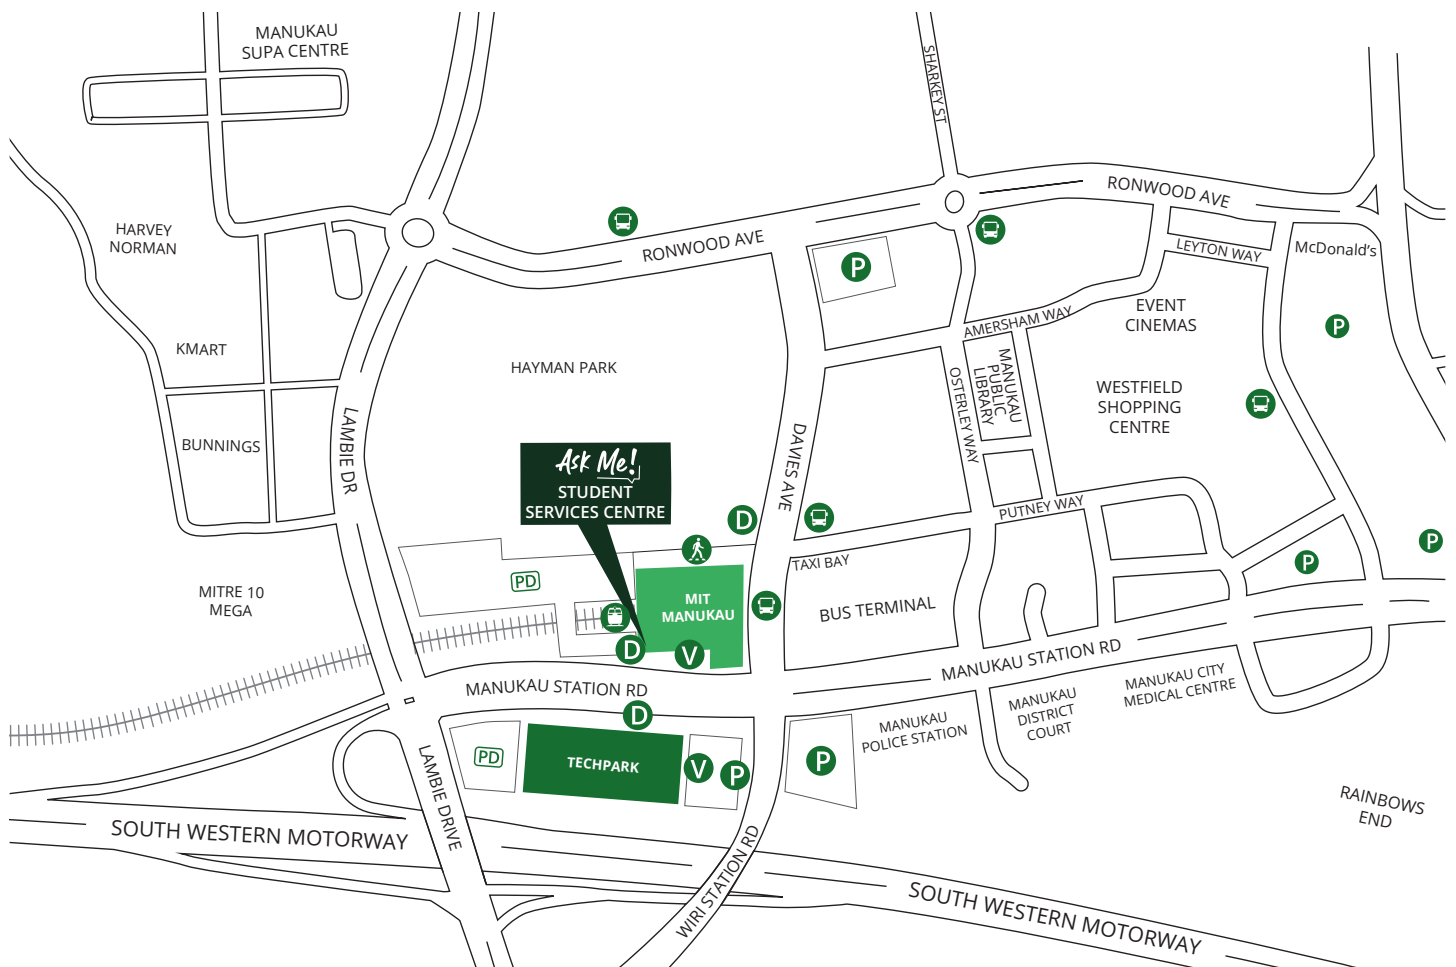 MANUKAU
SUPA CENTRE
SHARKEY ST
HARVEY
NORMAN
RONWOOD AVE
RONWOOD AVE
LEYTON WAY
McDonald's
P
P
KMART
HAYMAN PARK
AMERSHAM WAY
EVENT
CINEMAS
MANUKAU
PUBLIC
LIBRARY
OSTERLEY WAY
WESTFIELD
SHOPPING
CENTRE
BUNNINGS
LAMBIE DR
DAVIES AVE
Ask Me!
STUDENT
SERVICES CENTRE
D
PUTNEY WAY
TAXI BAY
P
P
MITRE 10
MEGA
PD
MIT
MANUKAU
BUS TERMINAL
D
V
MANUKAU STATION RD
MANUKAU STATION RD
D
MANUKAU CITY
MEDICAL CENTRE
MANUKAU
DISTRICT
COURT
MANUKAU
POLICE STATION
PD
TECHPARK
V
P
P
LAMBIE DRIVE
RAINBOWS
END
SOUTH WESTERN MOTORWAY
WIRI STATION RD
SOUTH WESTERN MOTORWAY